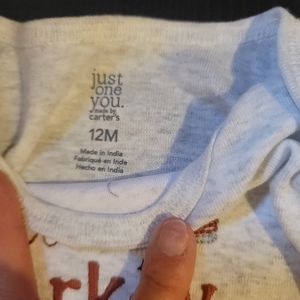 just
one
you.
made by
carter's
12M
Made in India
Fabriqué en Inde
Hecho en India